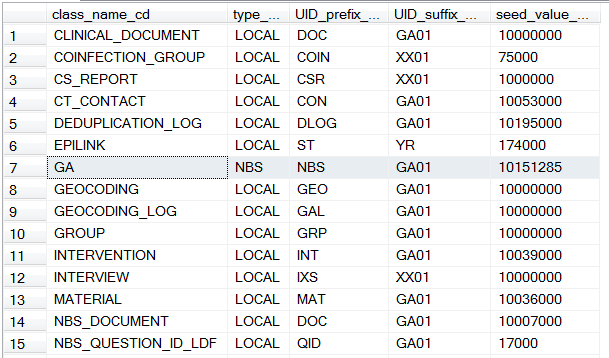 class_name_cd type_... UID_prefix_... UID_suffix_... seed_value_...
1 CLINICAL_DOCUMENT LOCAL DOC GA01 10000000
2 COINFECTION_GROUP LOCAL COIN XX01 75000
3 CS_REPORT LOCAL CSR XX01 1000000
4 CT_CONTACT LOCAL CON GA01 10053000
5 DEDUPLICATION_LOG LOCAL DLOG GA01 10195000
6 EPILINK LOCAL ST YR 174000
7 GA NBS NBS GA01 10151285
8 GEOCODING LOCAL GEO GA01 10000000
9 GEOCODING_LOG LOCAL GAL GA01 10000000
10 GROUP LOCAL GRP GA01 10000000
11 INTERVENTION LOCAL INT GA01 10039000
12 INTERVIEW LOCAL IXS XX01 10000000
13 MATERIAL LOCAL MAT GA01 10036000
14 NBS_DOCUMENT LOCAL DOC GA01 10007000
15 NBS_QUESTION_ID_LDF LOCAL QID GA01 17000